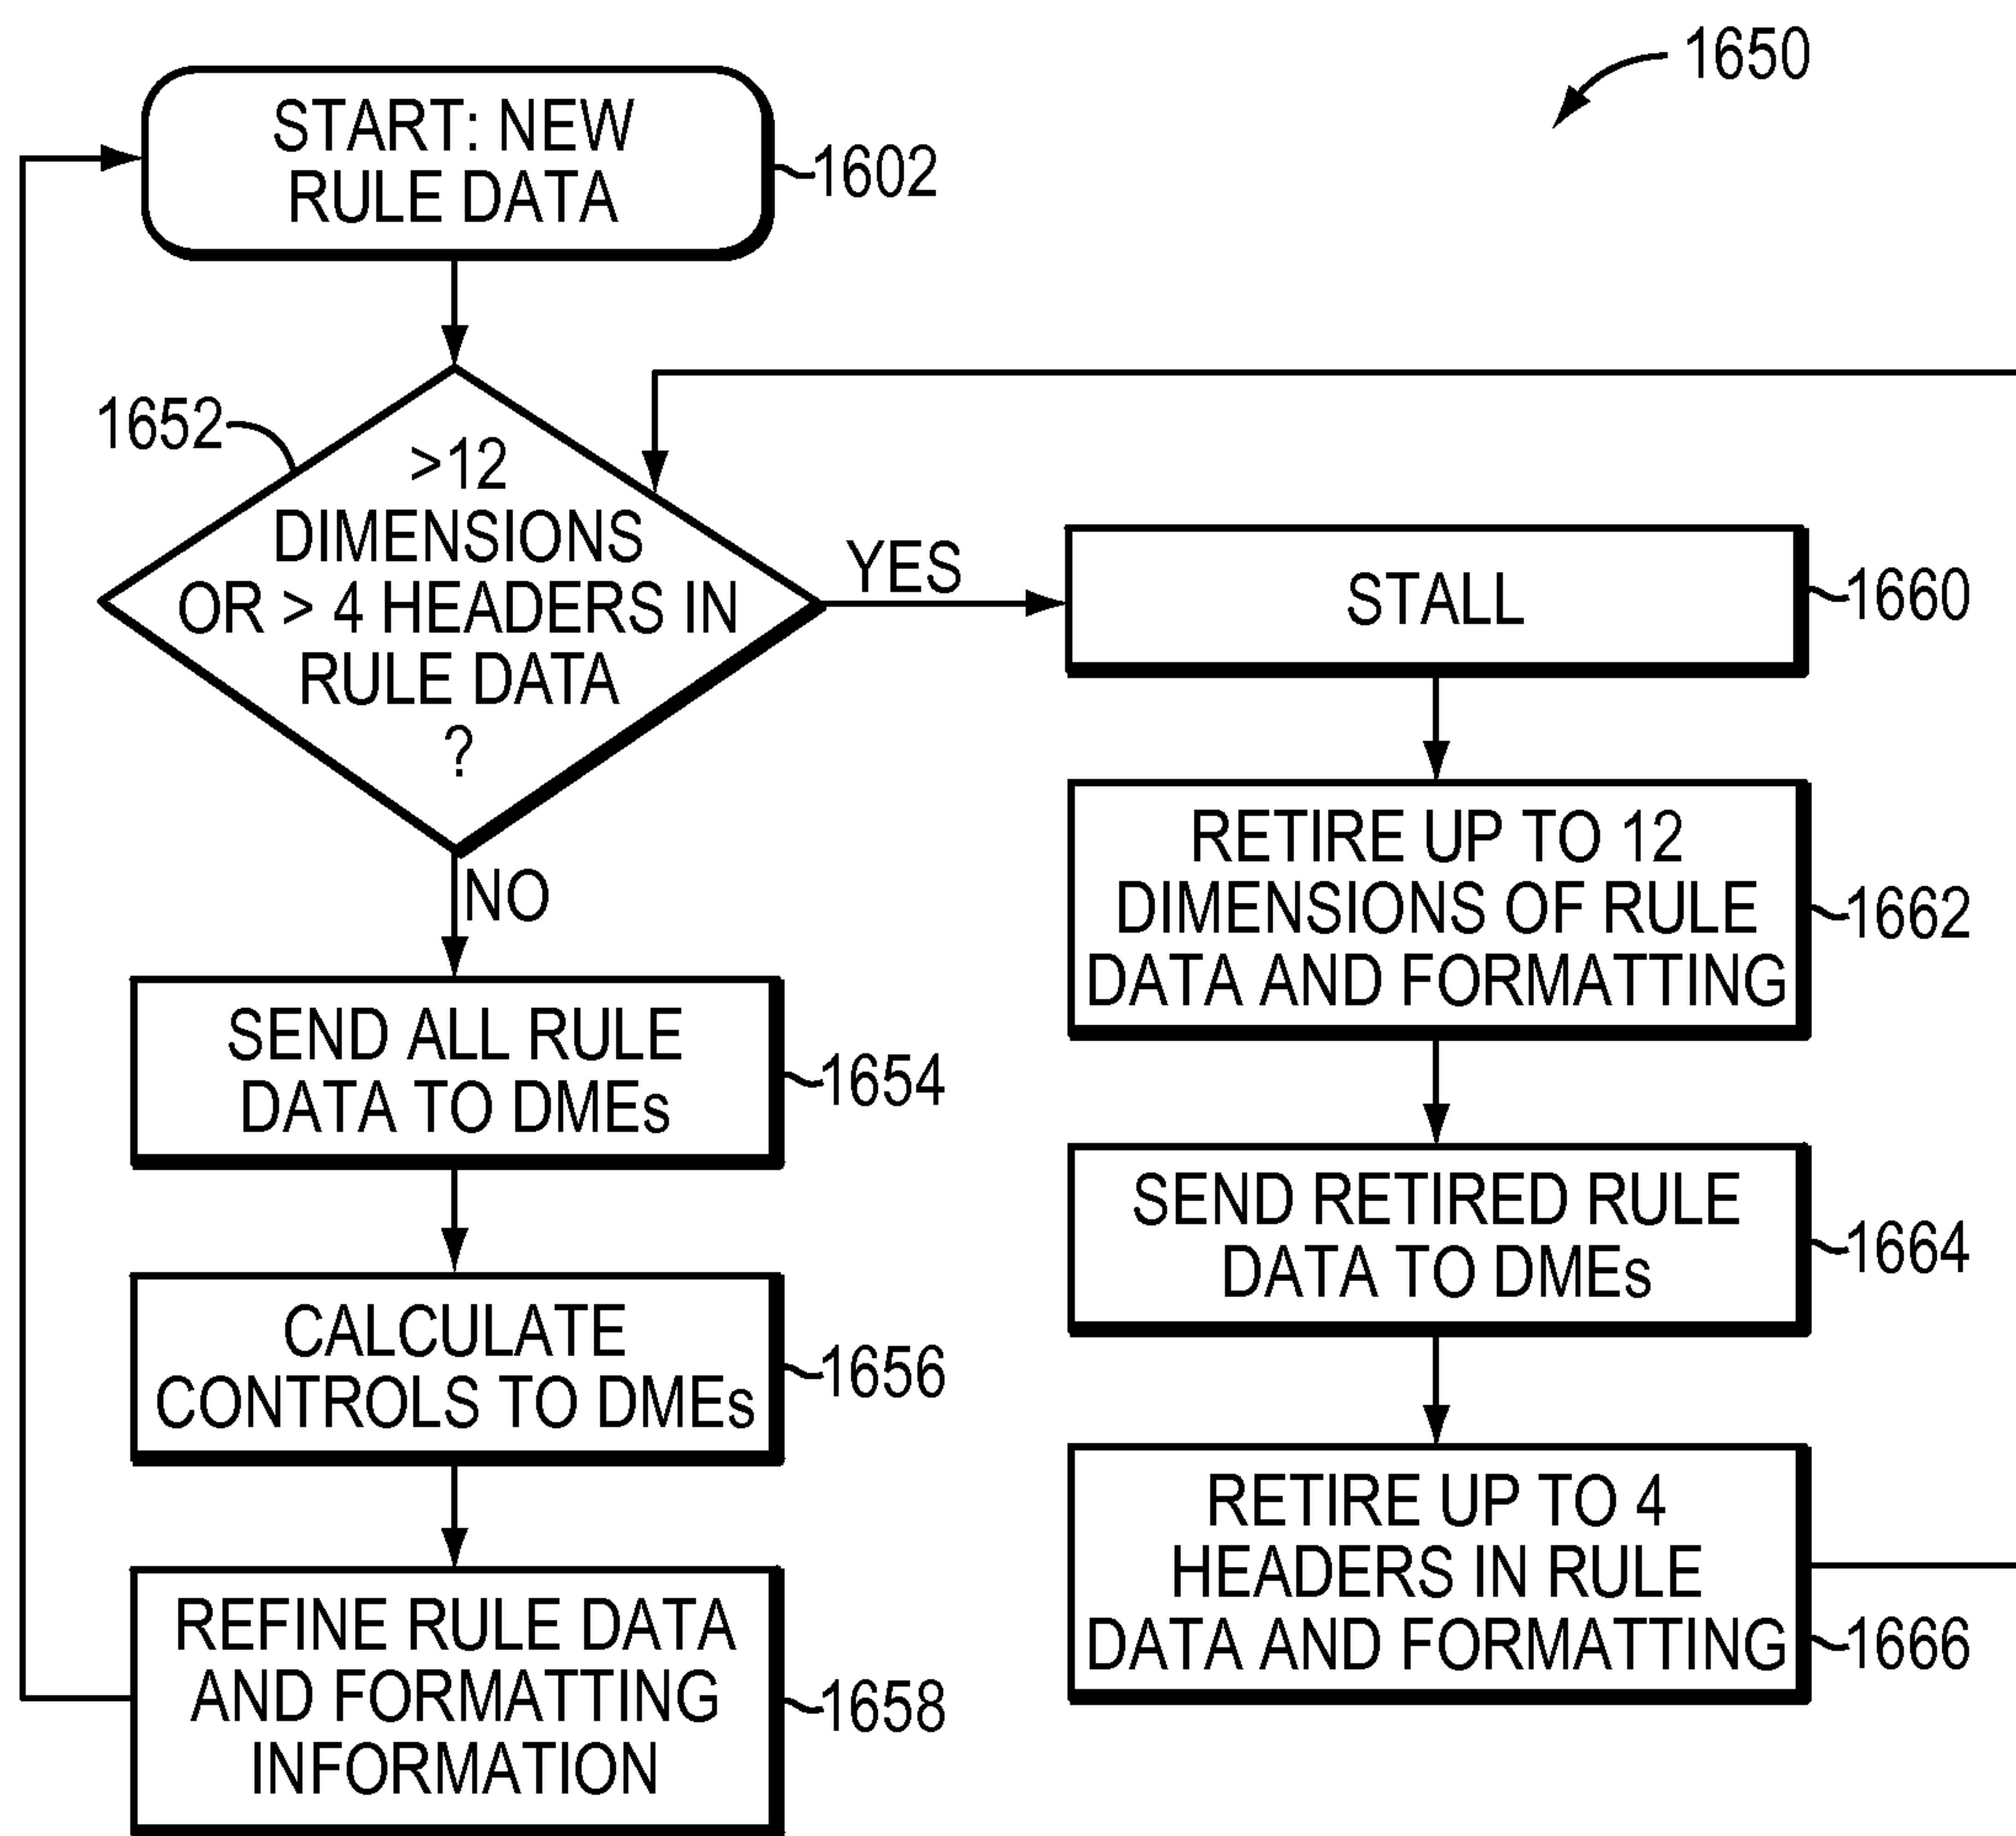 1650
START: NEW
RULE DATA
1602
1652
>12
DIMENSIONS
OR > 4 HEADERS IN
RULE DATA
?
YES
NO
STALL
1660
RETIRE UP TO 12
DIMENSIONS OF RULE
DATA AND FORMATTING
1662
SEND ALL RULE
DATA TO DMEs
1654
SEND RETIRED RULE
DATA TO DMEs
1664
CALCULATE
CONTROLS TO DMEs
1656
RETIRE UP TO 4
HEADERS IN RULE
DATA AND FORMATTING
1666
REFINE RULE DATA
AND FORMATTING
INFORMATION
1658